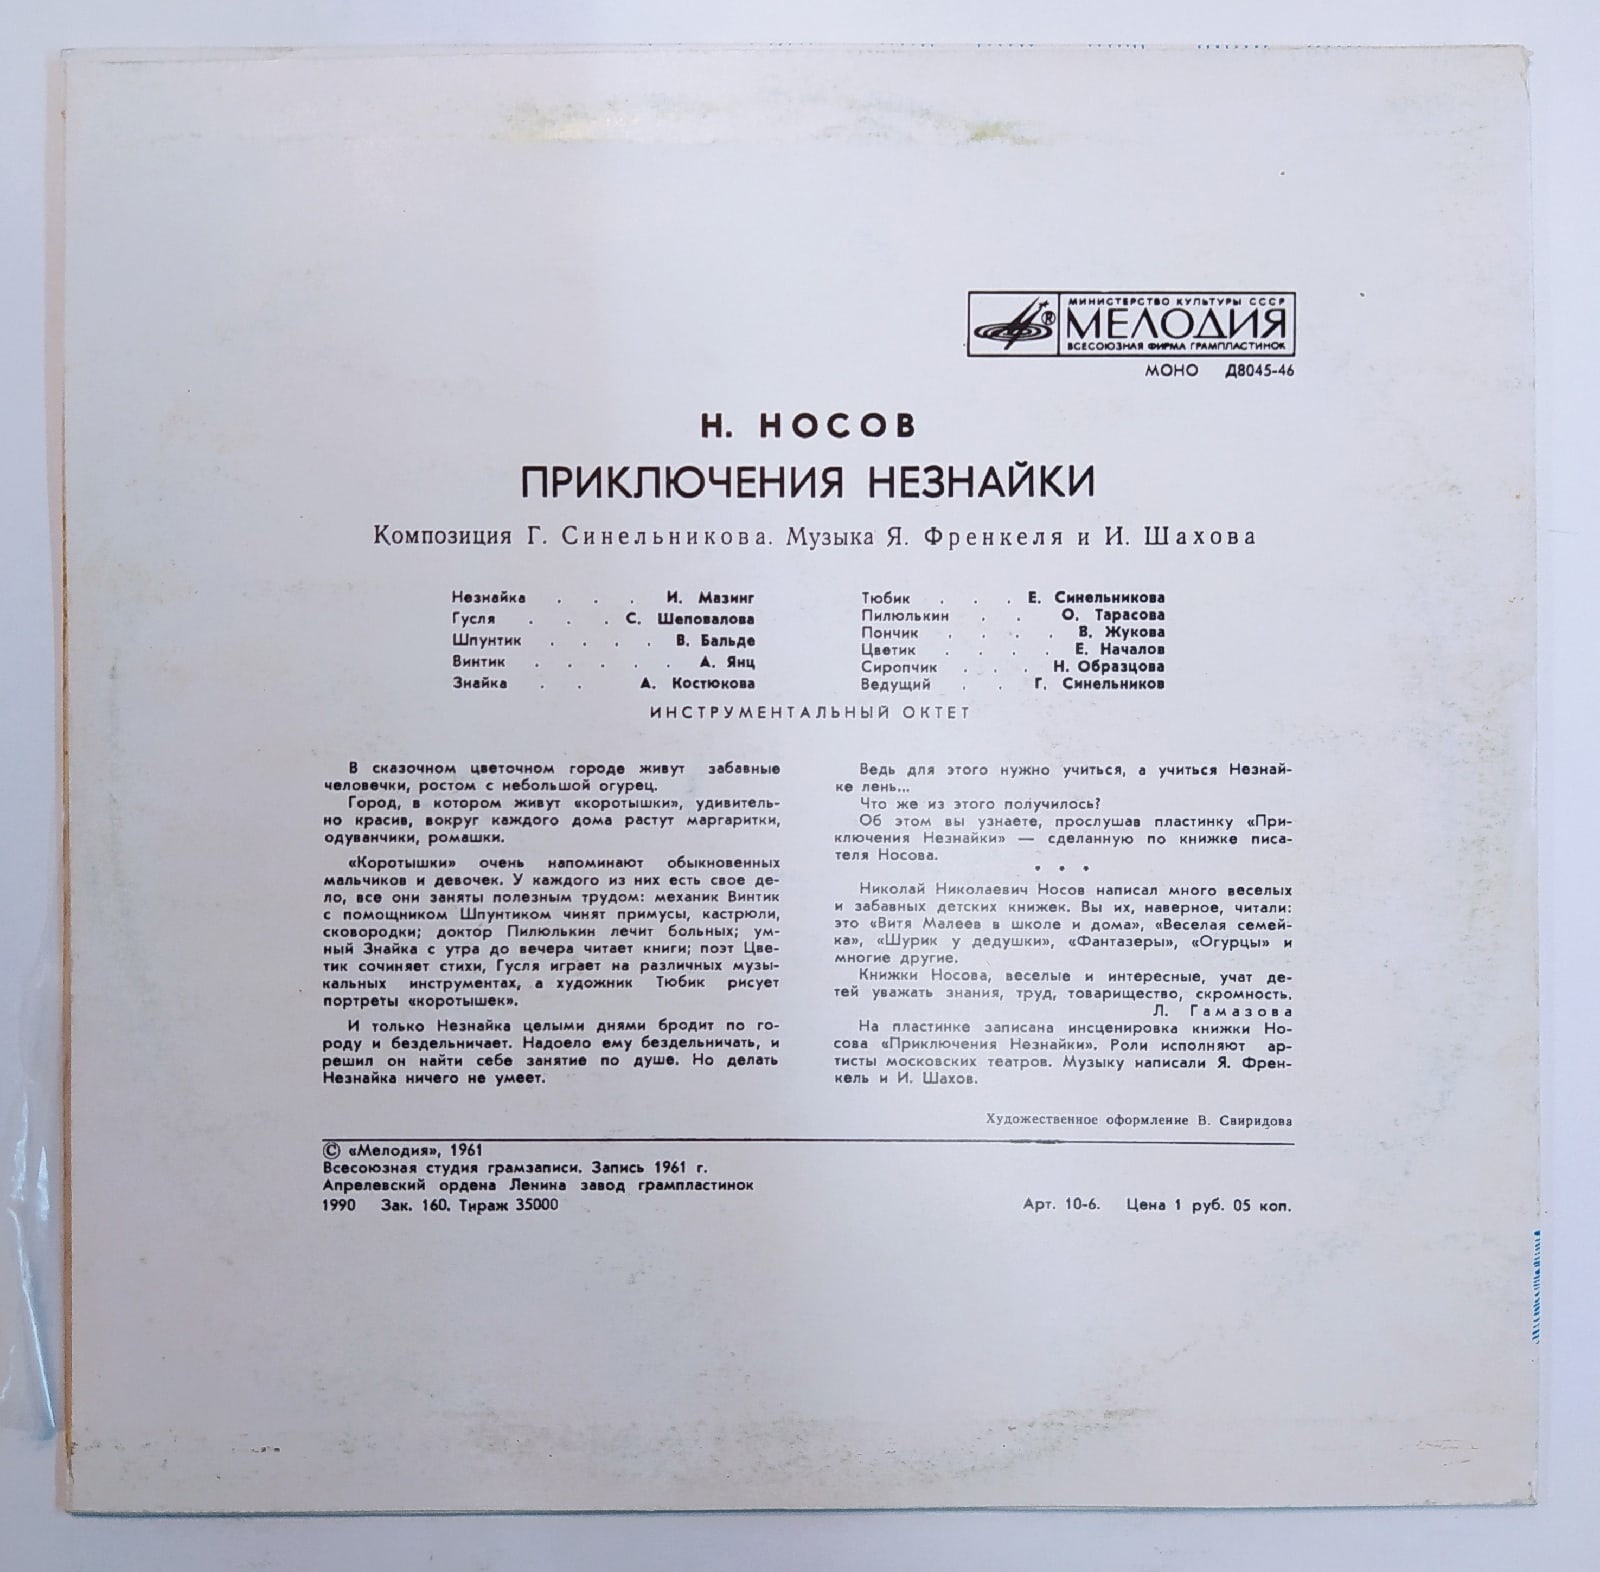 МИНИСТЕРСТВО КУЛЬТУРЫ СССР
МЕЛОДИЯ
ВСЕСОЮЗНАЯ ФИРМА ГРАМПЛАСТИНОК
®
МОНО Д8045-46
Н. НОСОВ
ПРИКЛЮЧЕНИЯ НЕЗНАЙКИ
Композиция Г. Синельникова. Музыка Я. Френкеля и И. Шахова
Незнайка . . . И. Мазинг
Гусля . . . С. Шеповалова
Шпунтик . . . . В. Бальде
Винтик . . . . . А. Янц
Знайка . . А. Костюкова
Тюбик . . . Е. Синельникова
Пилюлькин . . О. Тарасова
Пончик . . . . В. Жукова
Цветик . . . . Е. Началов
Сиропчик . . . Н. Образцова
Ведущий . . Г. Синельников
ИНСТРУМЕНТАЛЬНЫЙ ОКТЕТ
В сказочном цветочном городе живут забавные
человечки, ростом с небольшой огурец.
Город, в котором живут «коротышки», удивитель-
но красив, вокруг каждого дома растут маргаритки,
одуванчики, ромашки.
«Коротышки» очень напоминают обыкновенных
мальчиков и девочек. У каждого из них есть свое де-
ло, все они заняты полезным трудом: механик Винтик
с помощником Шпунтиком чинят примусы, кастрюли,
сковородки; доктор Пилюлькин лечит больных; ум-
ный Знайка с утра до вечера читает книги; поэт Цве-
тик сочиняет стихи, Гусля играет на различных музы-
кальных инструментах, а художник Тюбик рисует
портреты «коротышек».
И только Незнайка целыми днями бродит по го-
роду и бездельничает. Надоело ему бездельничать, и
решил он найти себе занятие по душе. Но делать
Незнайка ничего не умеет.
Ведь для этого нужно учиться, а учиться Незнай-
ке лень...
Что же из этого получилось?
Об этом вы узнаете, прослушав пластинку «При-
ключения Незнайки» — сделанную по книжке писа-
теля Носова.
• • •
Николай Николаевич Носов написал много веселых
и забавных детских книжек. Вы их, наверное, читали:
это «Витя Малеев в школе и дома», «Веселая семей-
ка», «Шурик у дедушки», «Фантазеры», «Огурцы» и
многие другие.
Книжки Носова, веселые и интересные, учат де-
тей уважать знания, труд, товарищество, скромность.
Л. Гамазова
На пластинке записана инсценировка книжки Но-
сова «Приключения Незнайки». Роли исполняют ар-
тисты московских театров. Музыку написали Я. Френ-
кель и И. Шахов.
Художественное оформление В. Свиридова
© «Мелодия», 1961
Всесоюзная студия грамзаписи. Запись 1961 г.
Апрелевский ордена Ленина завод грампластинок
1990 Зак. 160. Тираж 35000
Арт. 10-6. Цена 1 руб. 05 коп.